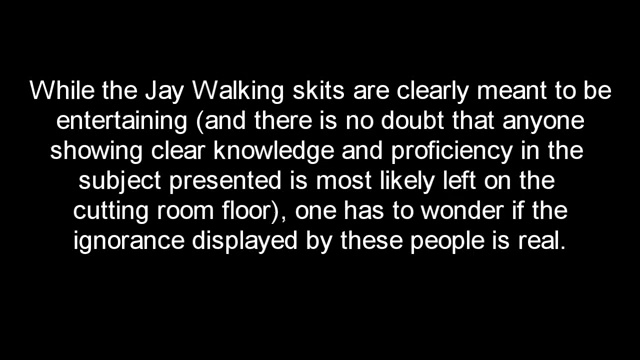 While the Jay Walking skits are clearly meant to be
entertaining (and there is no doubt that anyone
showing clear knowledge and proficiency in the
subject presented is most likely left on the
cutting room floor), one has to wonder if the
ignorance displayed by these people is real.